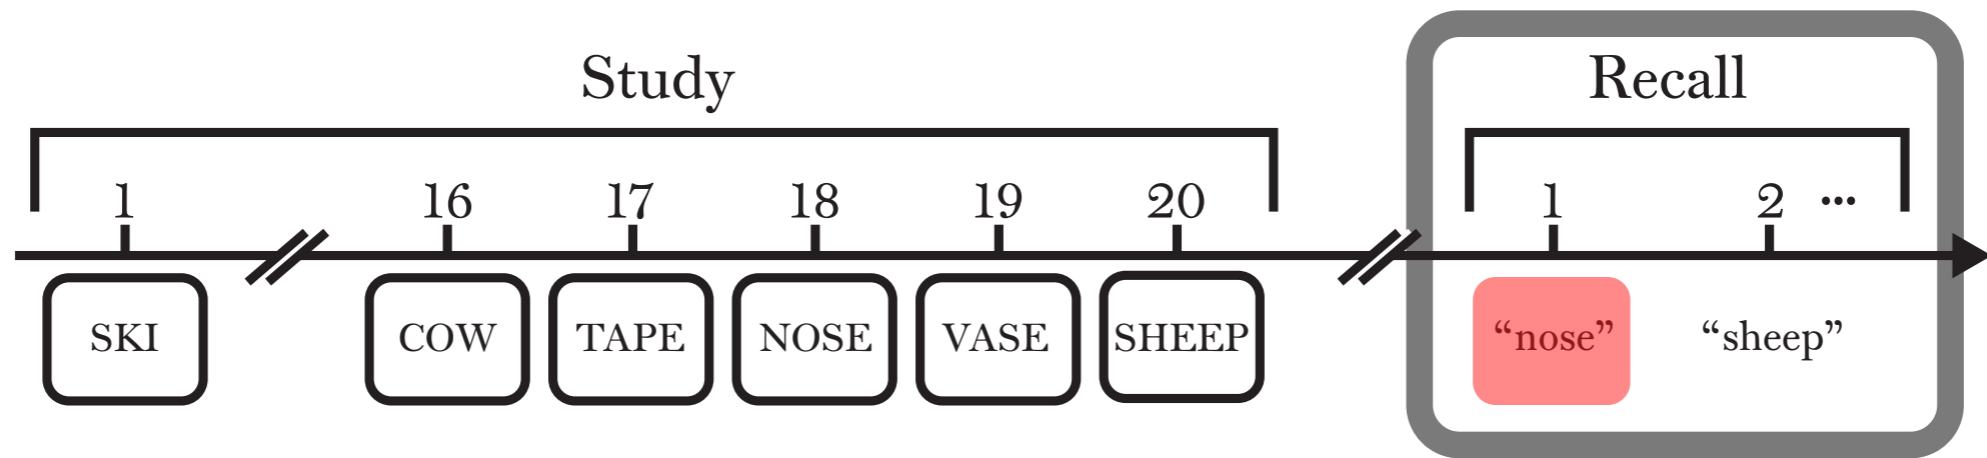 Study
Recall
1 16 17 18 19 20 1 2 ...
SKI COW TAPE NOSE VASE SHEEP “nose” “sheep”